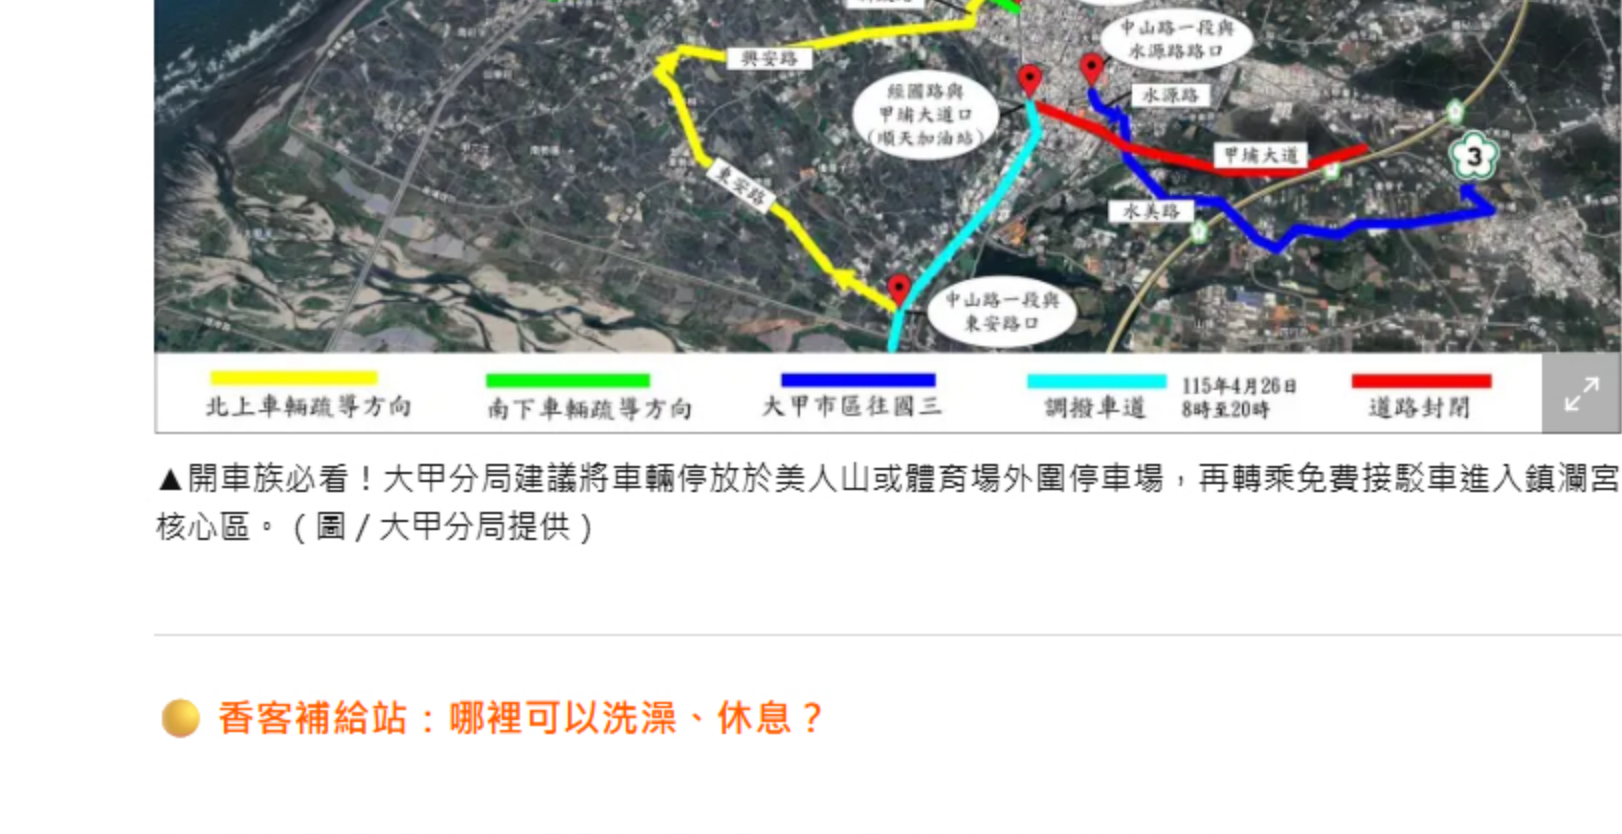 中山路一段與
水源路路口
興安路
經國路與
甲埔大道口
(順天加油站)
水源路
甲埔大道
3
東安路
水美路
中山路一段與
東安路口
北上車輛疏導方向
南下車輛疏導方向
大甲市區往國三
調撥車道
115年4月26日
8時至20時
道路封閉
▲開車族必看！大甲分局建議將車輛停放於美人山或體育場外圍停車場，再轉乘免費接駁車進入鎮瀾宮
核心區。（圖／大甲分局提供）
香客補給站：哪裡可以洗澡、休息？